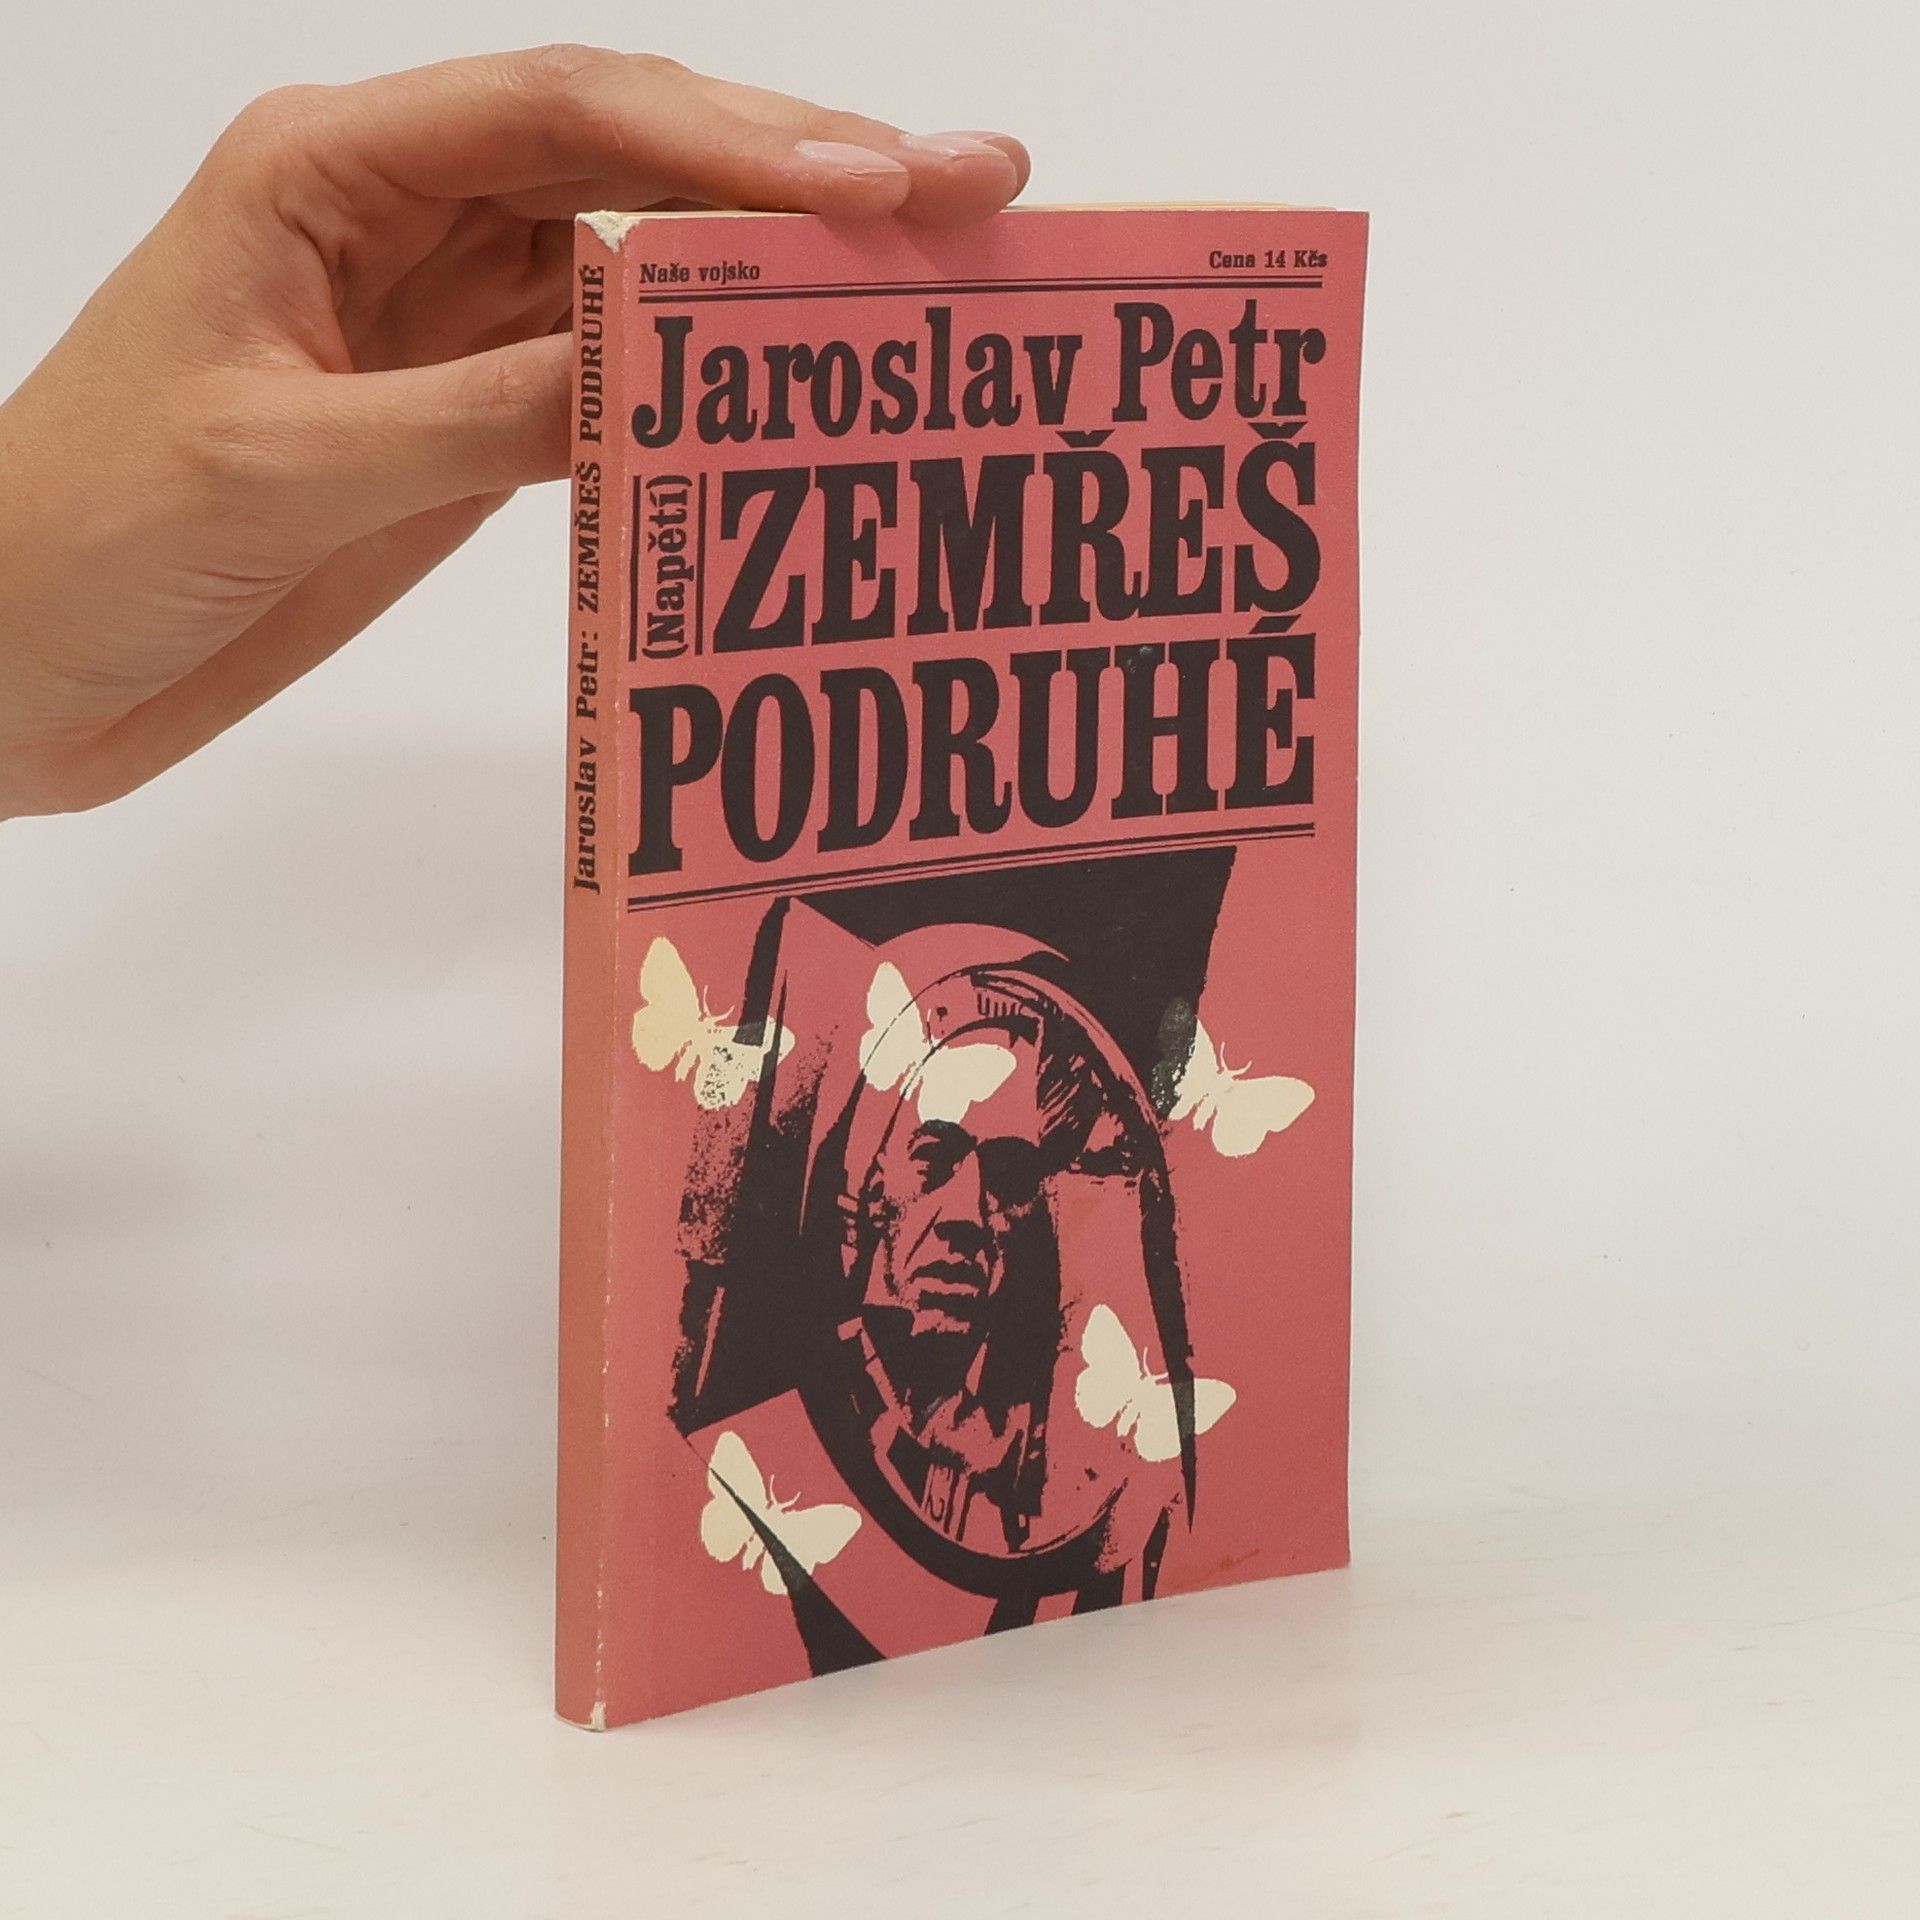 Naše vojsko
Cena 14 Kčs
Jaroslav Petr
(Napětí)
ZEMŘEŠ
PODRUHÉ
Jaroslav Petr: ZEMŘEŠ PODRUHÉ